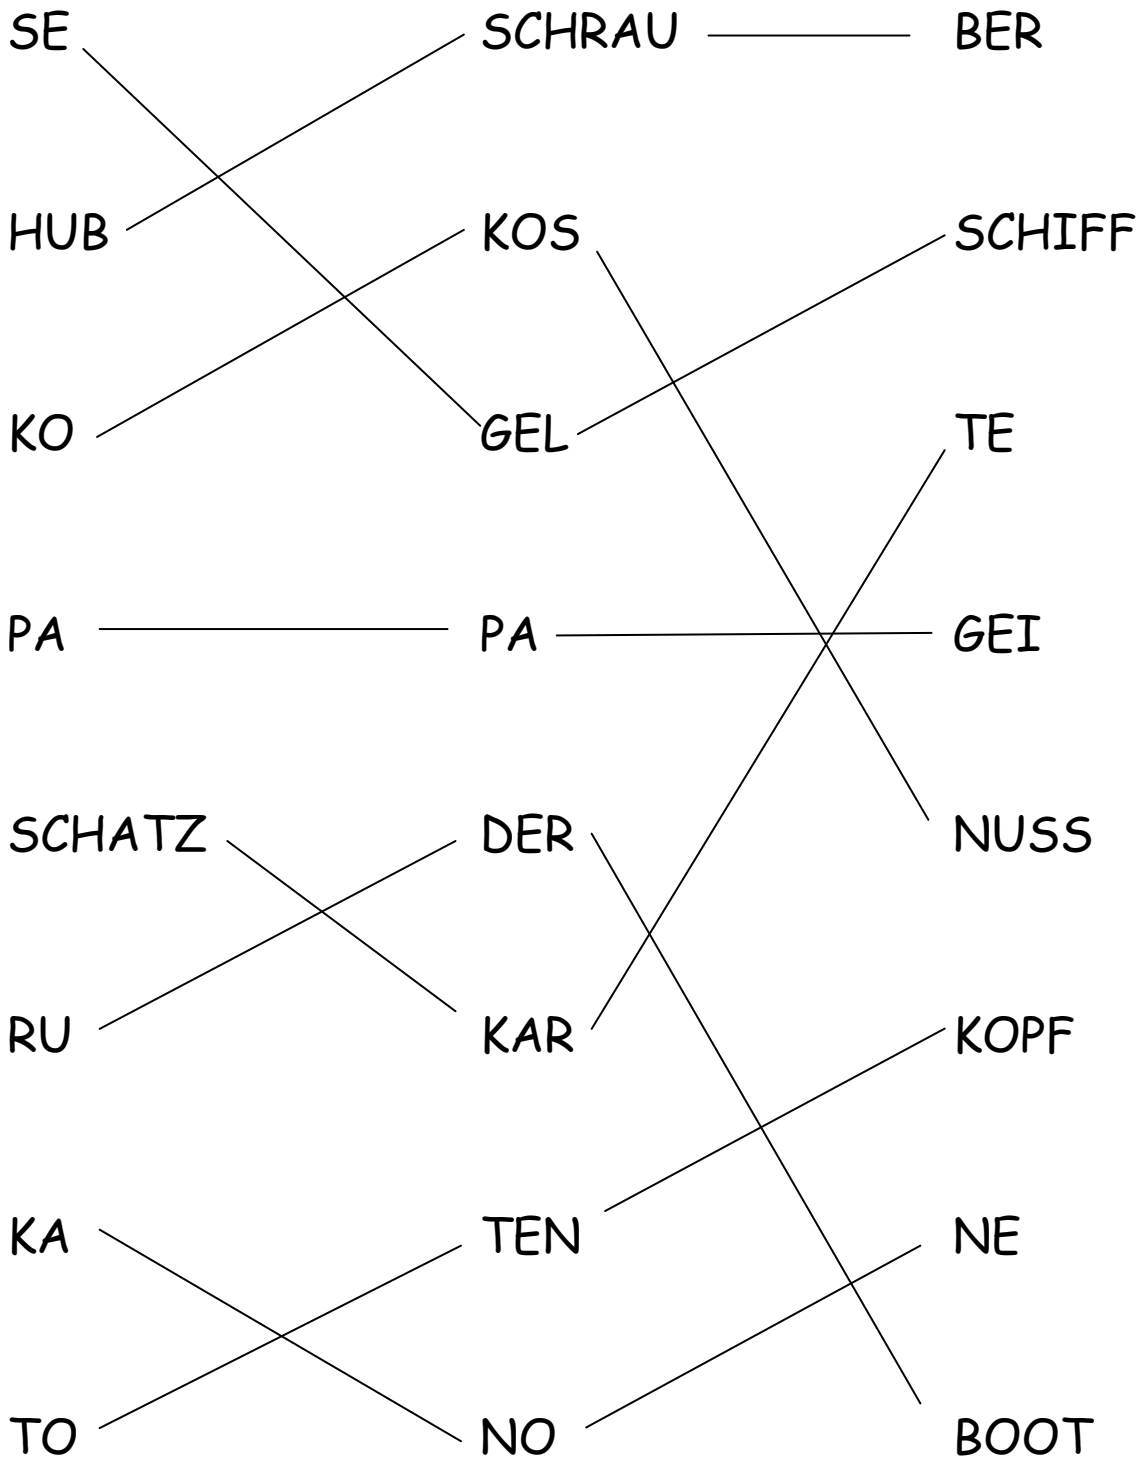 SE SCHRAU BER
HUB KOS SCHIFF
KO GEL TE
PA PA GEI
SCHATZ DER NUSS
RU KAR KOPF
KA TEN NE
TO NO BOOT